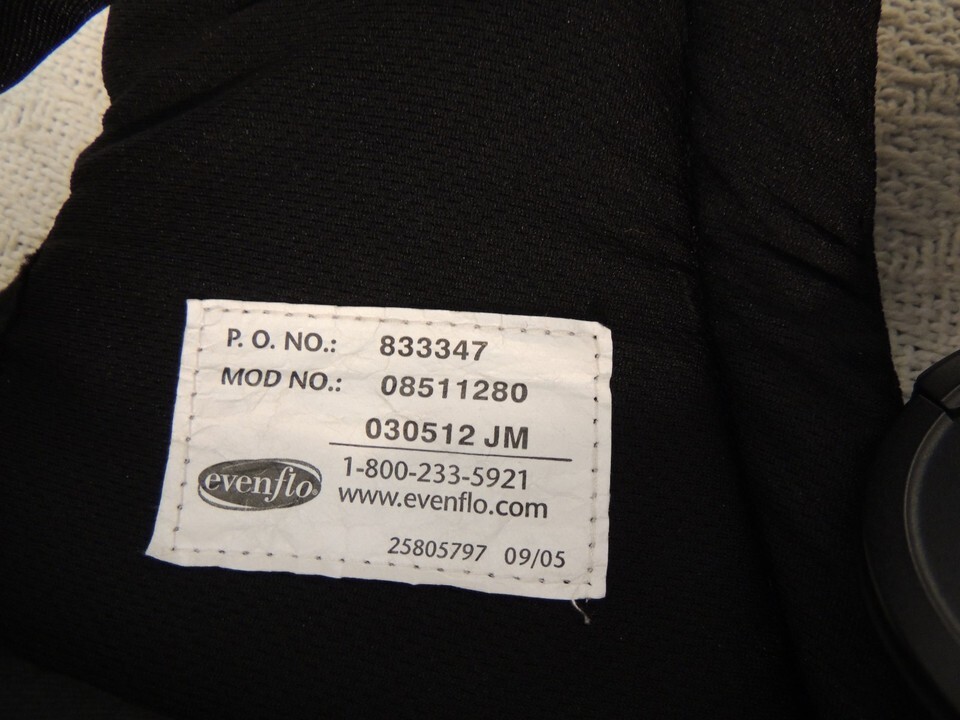 P. O. NO.: 833347
MOD NO.: 08511280
030512 JM
evenflo®
1-800-233-5921
www.evenflo.com
25805797 09/05